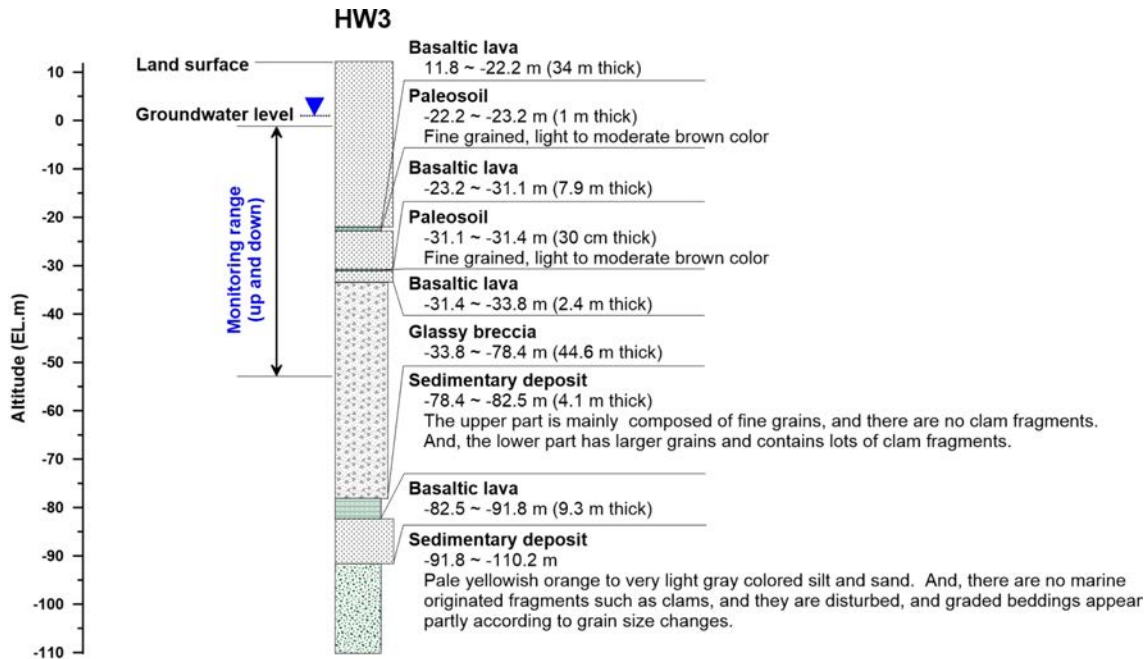 HW3
Land surface
Groundwater level
Monitoring range
(up and down)
Altitude (EL.m)
10
0
-10
-20
-30
-40
-50
-60
-70
-80
-90
-100
-110
Basaltic lava
11.8 ~ -22.2 m (34 m thick)
Paleosoil
-22.2 ~ -23.2 m (1 m thick)
Fine grained, light to moderate brown color
Basaltic lava
-23.2 ~ -31.1 m (7.9 m thick)
Paleosoil
-31.1 ~ -31.4 m (30 cm thick)
Fine grained, light to moderate brown color
Basaltic lava
-31.4 ~ -33.8 m (2.4 m thick)
Glassy breccia
-33.8 ~ -78.4 m (44.6 m thick)
Sedimentary deposit
-78.4 ~ -82.5 m (4.1 m thick)
The upper part is mainly composed of fine grains, and there are no clam fragments.
And, the lower part has larger grains and contains lots of clam fragments.
Basaltic lava
-82.5 ~ -91.8 m (9.3 m thick)
Sedimentary deposit
-91.8 ~ -110.2 m
Pale yellowish orange to very light gray colored silt and sand. And, there are no marine
originated fragments such as clams, and they are disturbed, and graded beddings appear
partly according to grain size changes.